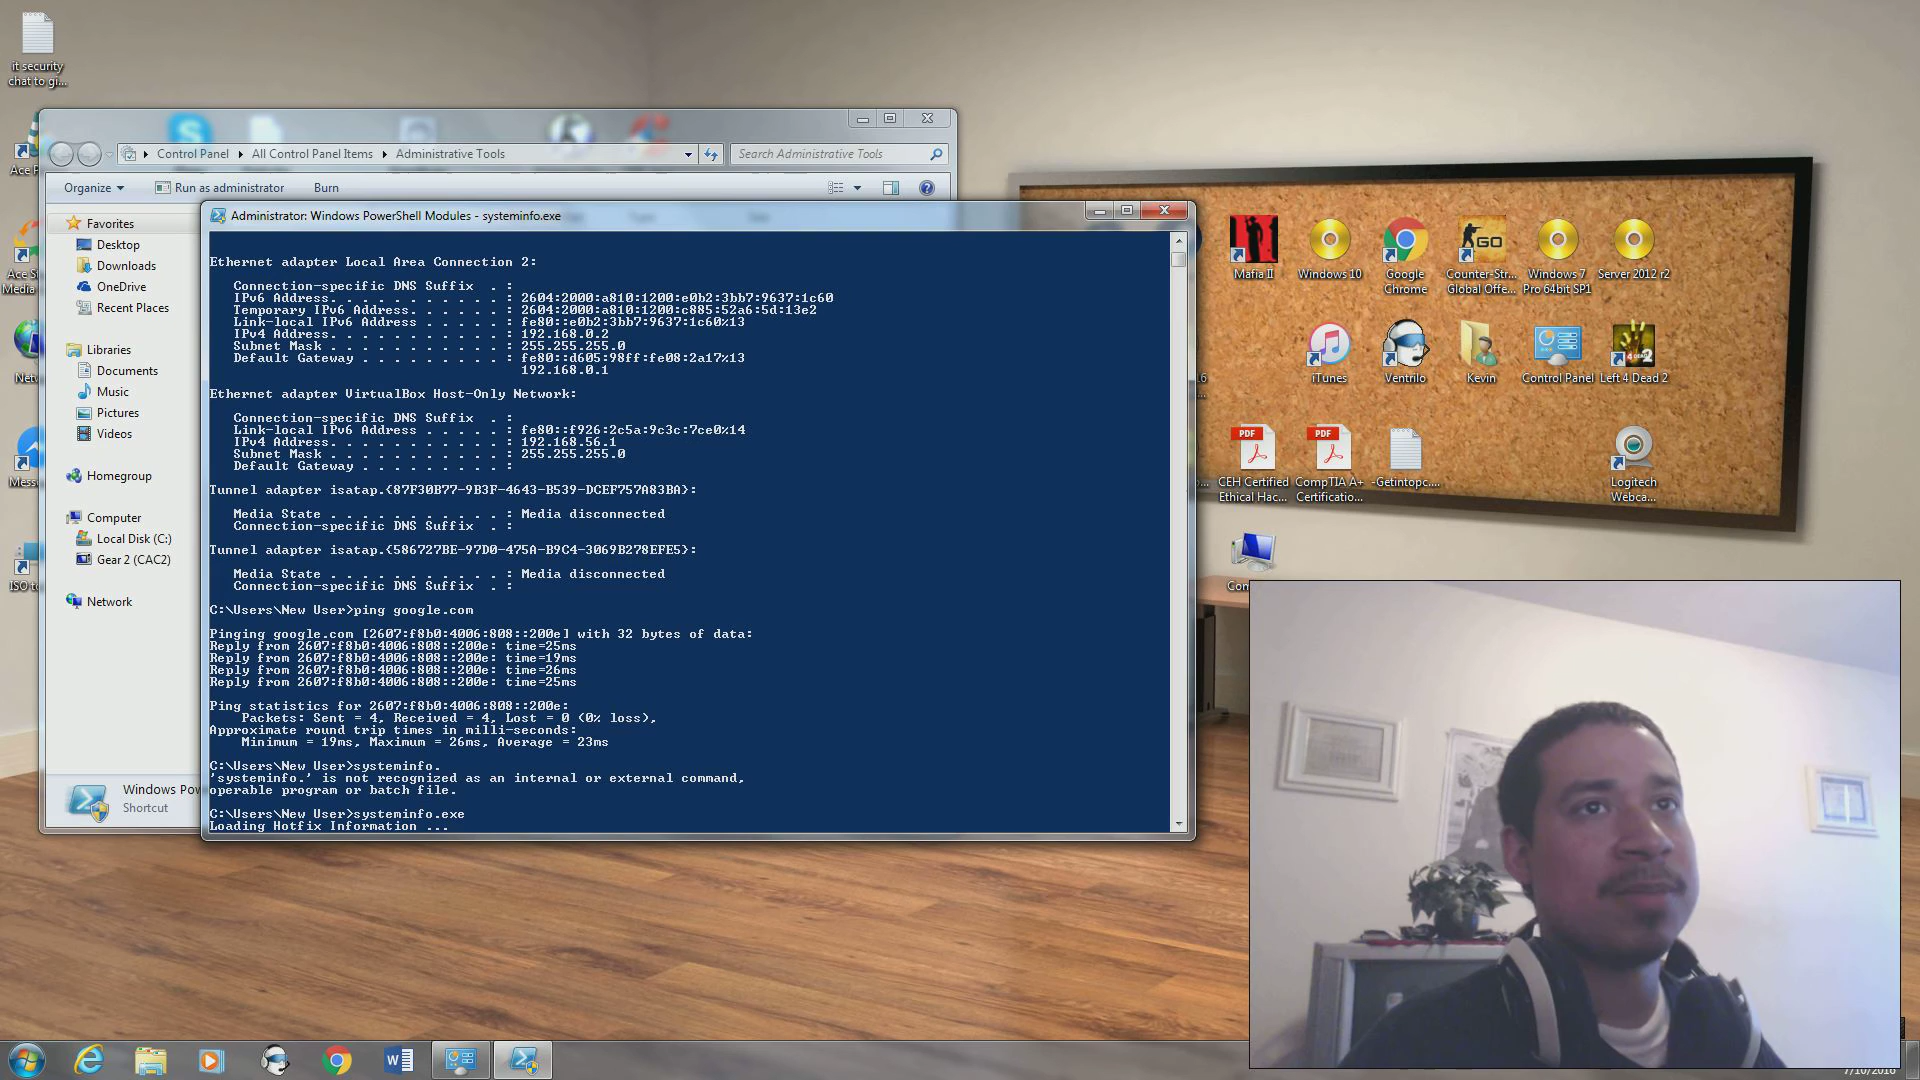 it security
chat to gi...
Control Panel
All Control Panel Items
Administrative Tools
Search Administrative Tools
Organize
Run as administrator
Burn
Favorites
Desktop
Downloads
OneDrive
Recent Places
Libraries
Documents
Music
Pictures
Videos
Homegroup
Computer
Local Disk (C:)
Gear 2 (CAC2)
Network
Windows Pow
Shortcut
Administrator: Windows PowerShell Modules - systeminfo.exe
Ethernet adapter Local Area Connection 2:
Connection-specific DNS Suffix  . :
IPv6 Address. . . . . . . . . . . : 2604:2000:a810:1200:e0b2:3bb7:9637:1c60
Temporary IPv6 Address. . . . . . : 2604:2000:a810:1200:c885:52a6:5d:13e2
Link-local IPv6 Address . . . . . : fe80::e0b2:3bb7:9637:1c60%13
IPv4 Address. . . . . . . . . . . : 192.168.0.2
Subnet Mask . . . . . . . . . . . : 255.255.255.0
Default Gateway . . . . . . . . . : fe80::d605:98ff:fe08:2a17%13
192.168.0.1
Ethernet adapter VirtualBox Host-Only Network:
Connection-specific DNS Suffix  . :
Link-local IPv6 Address . . . . . : fe80::f926:2c5a:9c3c:7ce0%14
IPv4 Address. . . . . . . . . . . : 192.168.56.1
Subnet Mask . . . . . . . . . . . : 255.255.255.0
Default Gateway . . . . . . . . . :
Tunnel adapter isatap.{87F30B77-9B3F-4643-B539-DCEF757A83BA}:
Media State . . . . . . . . . . . : Media disconnected
Connection-specific DNS Suffix  . :
Tunnel adapter isatap.{586727BE-97D0-475A-B9C4-3069B278EFE5}:
Media State . . . . . . . . . . . : Media disconnected
Connection-specific DNS Suffix  . :
C:\Users\New User>ping google.com
Pinging google.com [2607:f8b0:4006:808::200e] with 32 bytes of data:
Reply from 2607:f8b0:4006:808::200e: time=25ms
Reply from 2607:f8b0:4006:808::200e: time=19ms
Reply from 2607:f8b0:4006:808::200e: time=26ms
Reply from 2607:f8b0:4006:808::200e: time=25ms
Ping statistics for 2607:f8b0:4006:808::200e:
Packets: Sent = 4, Received = 4, Lost = 0 (0% loss),
Approximate round trip times in milli-seconds:
Minimum = 19ms, Maximum = 26ms, Average = 23ms
C:\Users\New User>systeminfo.
'systeminfo.' is not recognized as an internal or external command,
operable program or batch file.
C:\Users\New User>systeminfo.exe
Loading Hotfix Information ...
Mafia II
Windows 10
Google
Chrome
Counter-Str...
Global Offe...
Windows 7
Pro 64bit SP1
Server 2012 r2
iTunes
Ventrilo
Kevin
Control Panel
Left 4 Dead 2
CEH Certified
Ethical Hac...
CompTIA A+
Certificatio...
-Getintopc....
Logitech
Webca...
7/10/2016